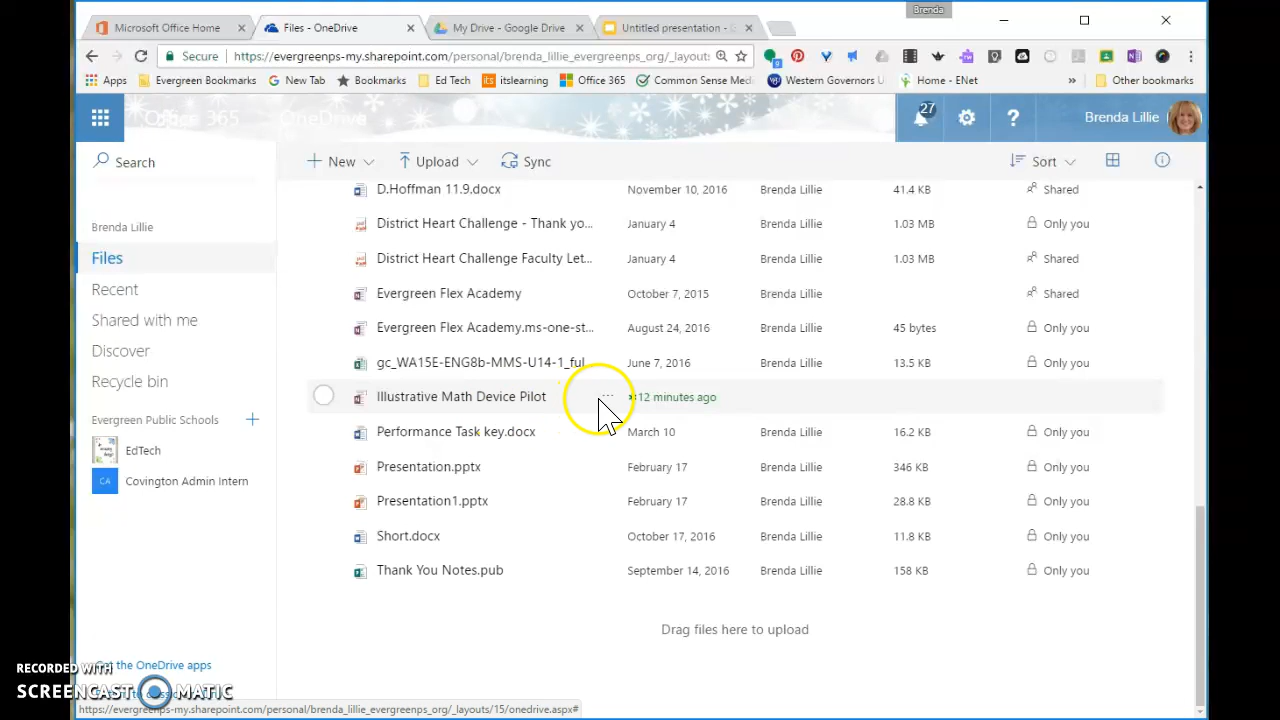 Brenda
Microsoft Office Home
Files - OneDrive
My Drive - Google Drive
Untitled presentation -
Secure
https://evergreenps-my.sharepoint.com/personal/brenda_lillie_evergreenps_org/_layouts
Apps
Evergreen Bookmarks
New Tab
Bookmarks
Ed Tech
itslearning
Office 365
Common Sense Med
Western Governors U
Home - ENet
»
Other bookmarks
Office 365
OneDrive
27
?
Brenda Lillie
Search
New
Upload
Sync
Sort
Brenda Lillie
Files
Recent
Shared with me
Discover
Recycle bin
Evergreen Public Schools
EdTech
CA Covington Admin Intern
D.Hoffman 11.9.docx November 10, 2016 Brenda Lillie 41.4 KB Shared
District Heart Challenge - Thank yo... January 4 Brenda Lillie 1.03 MB Only you
District Heart Challenge Faculty Let... January 4 Brenda Lillie 1.03 MB Shared
Evergreen Flex Academy October 7, 2015 Brenda Lillie Shared
Evergreen Flex Academy.ms-one-st... August 24, 2016 Brenda Lillie 45 bytes Only you
gc_WA15E-ENG8b-MMS-U14-1_ful June 7, 2016 Brenda Lillie 13.5 KB Only you
Illustrative Math Device Pilot ... 12 minutes ago
Performance Task key.docx March 10 Brenda Lillie 16.2 KB Only you
Presentation.pptx February 17 Brenda Lillie 346 KB Only you
Presentation1.pptx February 17 Brenda Lillie 28.8 KB Only you
Short.docx October 17, 2016 Brenda Lillie 11.8 KB Only you
Thank You Notes.pub September 14, 2016 Brenda Lillie 158 KB Only you
Drag files here to upload
Get the OneDrive apps
RECORDED WITH
SCREENCAST MATIC
https://evergreenps-my.sharepoint.com/personal/brenda_lillie_evergreenps_org/_layouts/15/onedrive.aspx#